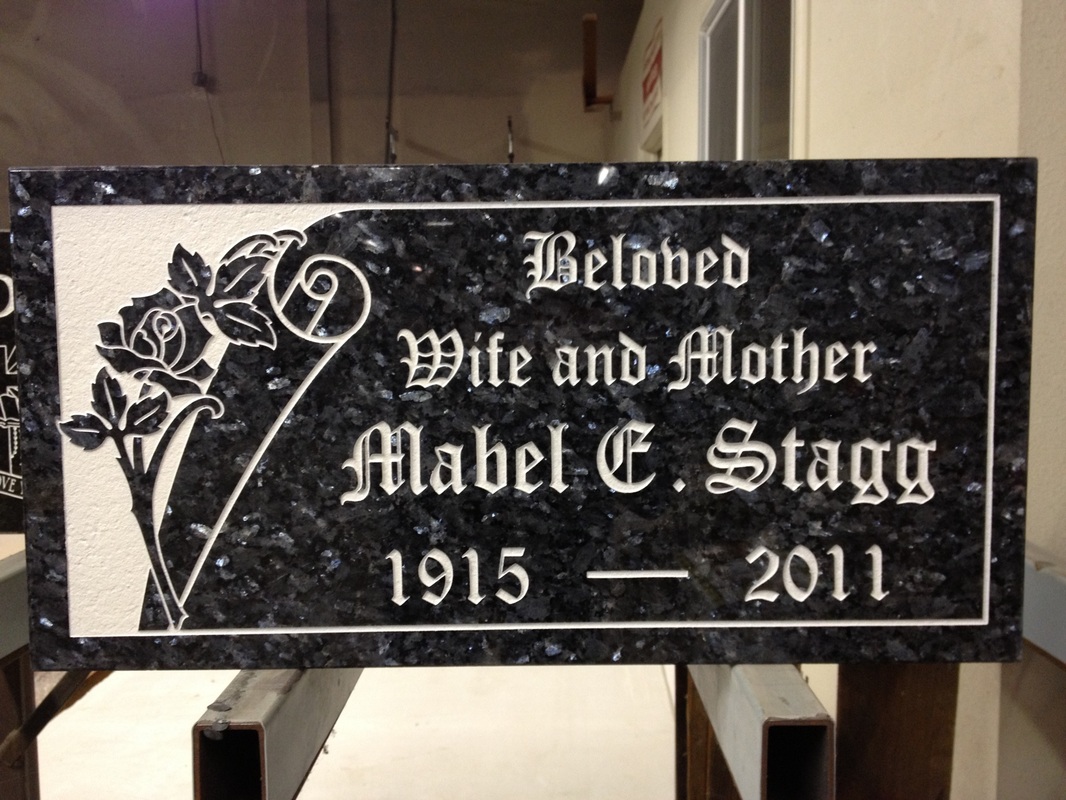 Beloved
Wife and Mother
Mabel E. Stagg
1915 — 2011